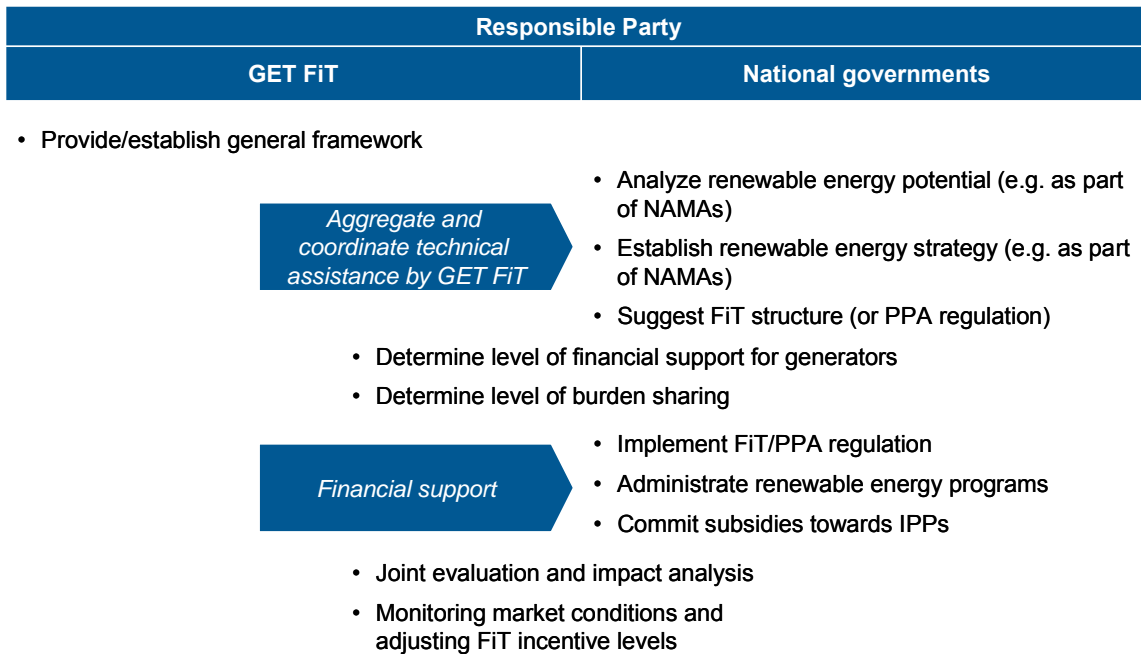 Responsible Party
GET FiT
National governments
• Provide/establish general framework
Aggregate and
coordinate technical
assistance by GET FiT
• Analyze renewable energy potential (e.g. as part
of NAMAs)
• Establish renewable energy strategy (e.g. as part
of NAMAs)
• Suggest FiT structure (or PPA regulation)
• Determine level of financial support for generators
• Determine level of burden sharing
Financial support
• Implement FiT/PPA regulation
• Administrate renewable energy programs
• Commit subsidies towards IPPs
• Joint evaluation and impact analysis
• Monitoring market conditions and
adjusting FiT incentive levels